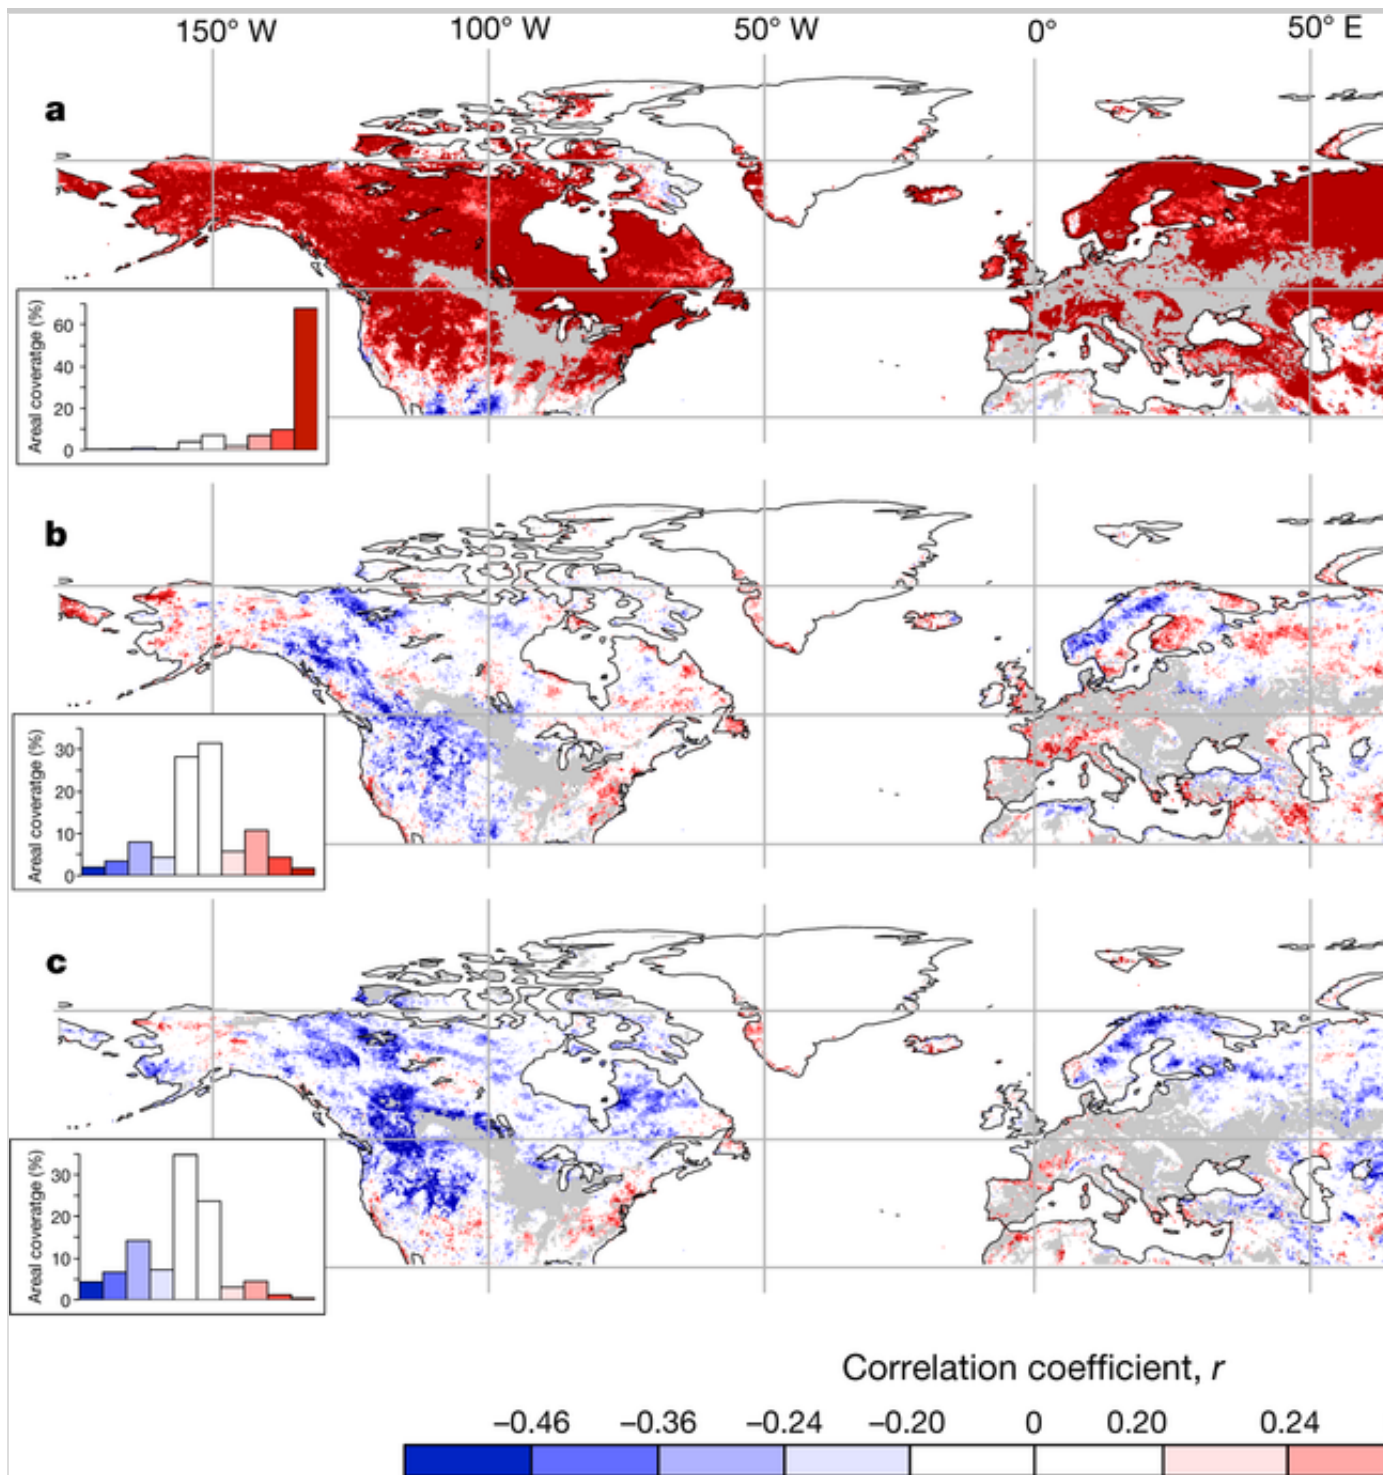 150° W 100° W 50° W 0° 50° E
a
Areal coveratge (%)
60
40
20
0
b
Areal coveratge (%)
30
20
10
0
c
Areal coveratge (%)
30
20
10
0
Correlation coefficient, r
−0.46 −0.36 −0.24 −0.20 0 0.20 0.24